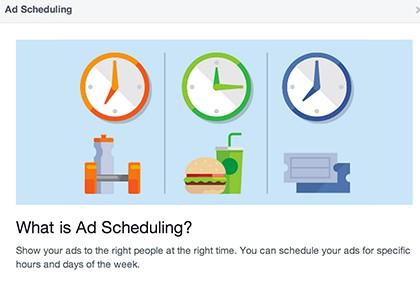 Ad Scheduling
What is Ad Scheduling?
Show your ads to the right people at the right time. You can schedule your ads for specific
hours and days of the week.